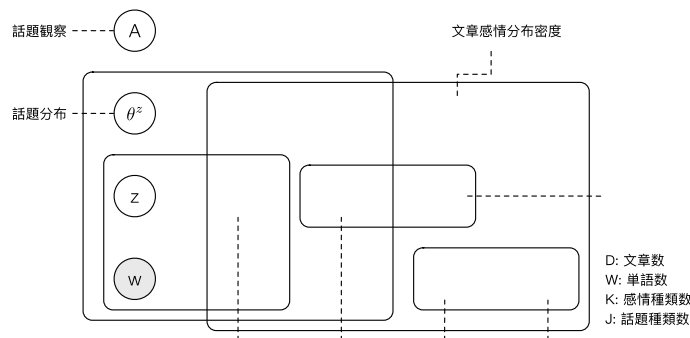 話題観察
A
文章感情分布密度
話題分布
θ^z
z
w
D: 文章数
W: 単語数
K: 感情種類数
J: 話題種類数